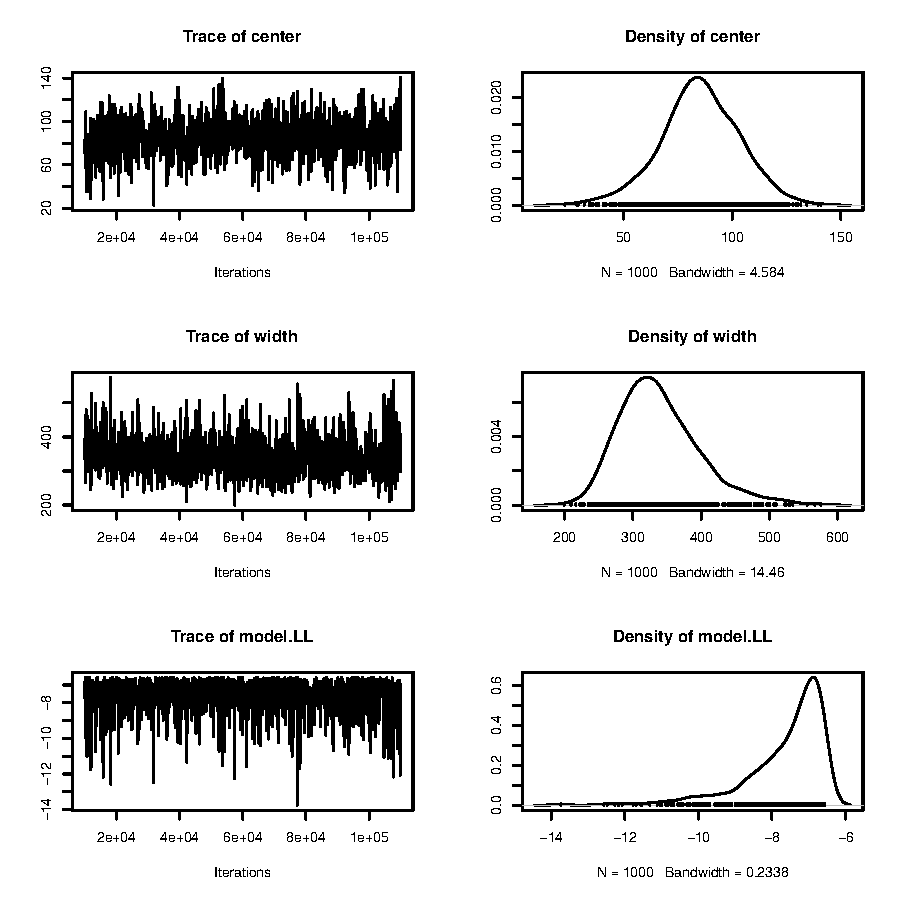 Trace of center
140
100
60
20
2e+04 4e+04 6e+04 8e+04 1e+05
Iterations
Density of center
0.020
0.010
0.000
50 100 150
N = 1000 Bandwidth = 4.584
Trace of width
400
200
2e+04 4e+04 6e+04 8e+04 1e+05
Iterations
Density of width
0.004
0.000
200 300 400 500 600
N = 1000 Bandwidth = 14.46
Trace of model.LL
−8
−10
−12
−14
2e+04 4e+04 6e+04 8e+04 1e+05
Iterations
Density of model.LL
0.6
0.4
0.2
0.0
−14 −12 −10 −8 −6
N = 1000 Bandwidth = 0.2338